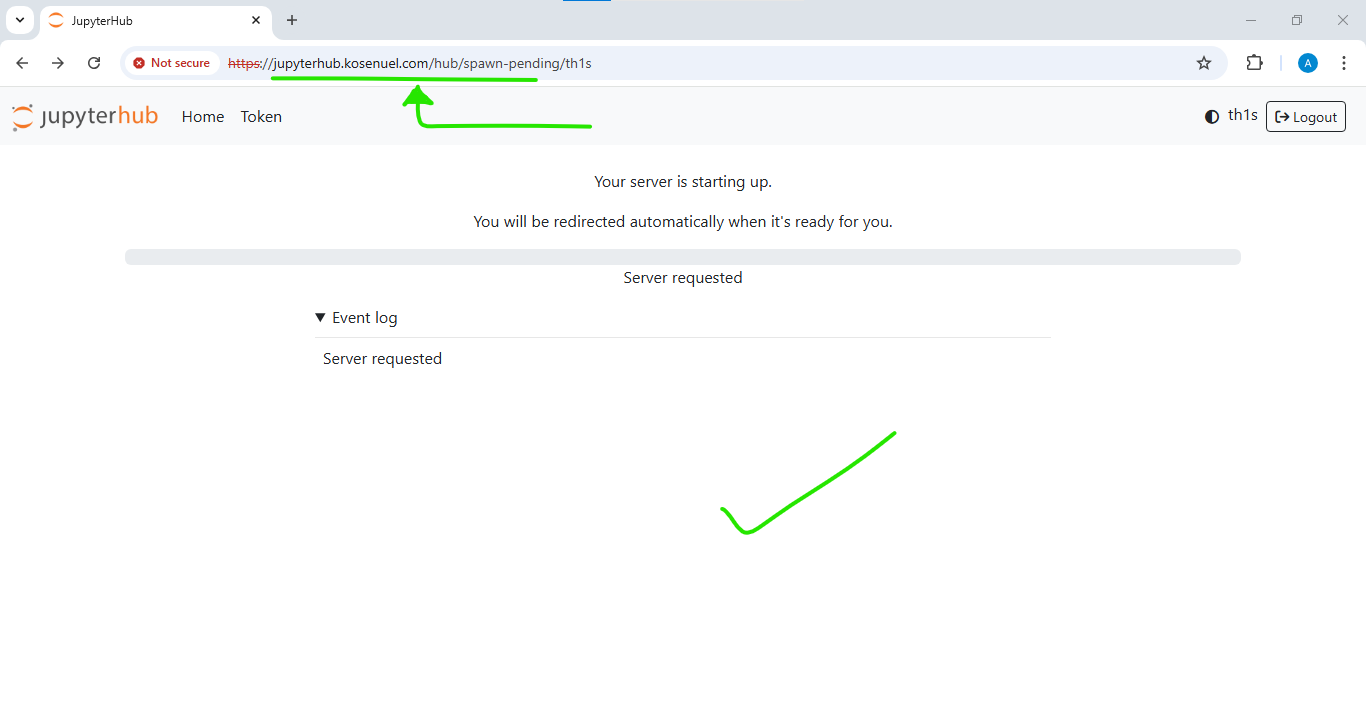 JupyterHub
Not secure https://jupyterhub.kosenuel.com/hub/spawn-pending/th1s A
jupyterhub Home Token th1s Logout
Your server is starting up.
You will be redirected automatically when it's ready for you.
Server requested
Event log
Server requested